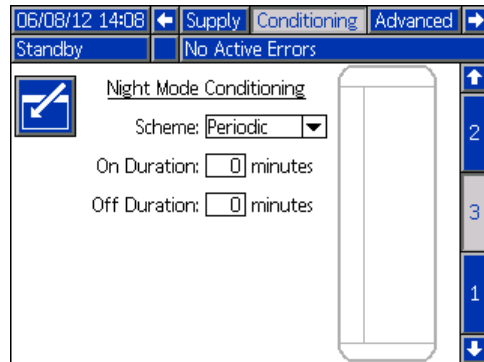 06/08/12 14:08 Supply Conditioning Advanced
Standby No Active Errors
Night Mode Conditioning
Scheme: Periodic
On Duration: 0 minutes
Off Duration: 0 minutes
2
3
1